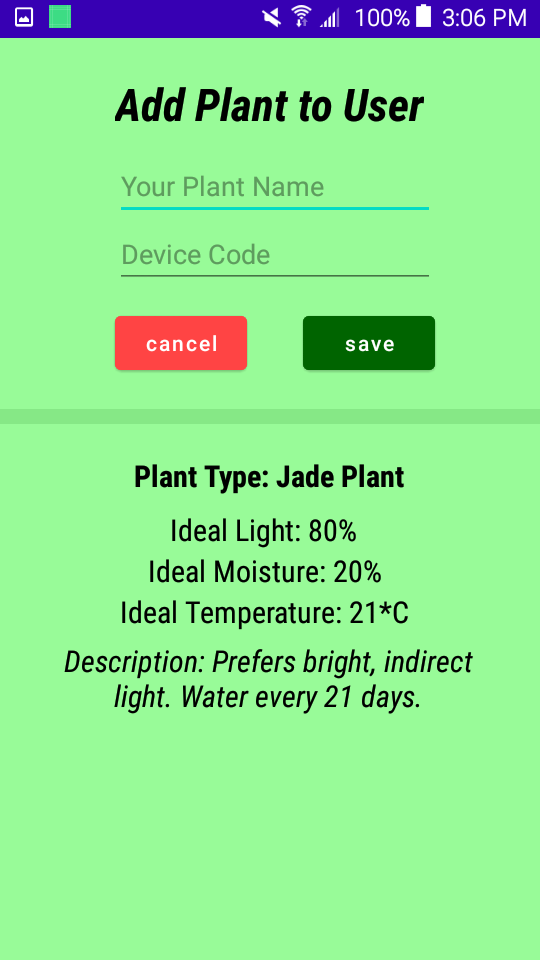 100% 3:06 PM
Add Plant to User
Your Plant Name
Device Code
cancel save
Plant Type: Jade Plant
Ideal Light: 80%
Ideal Moisture: 20%
Ideal Temperature: 21*C
Description: Prefers bright, indirect
light. Water every 21 days.